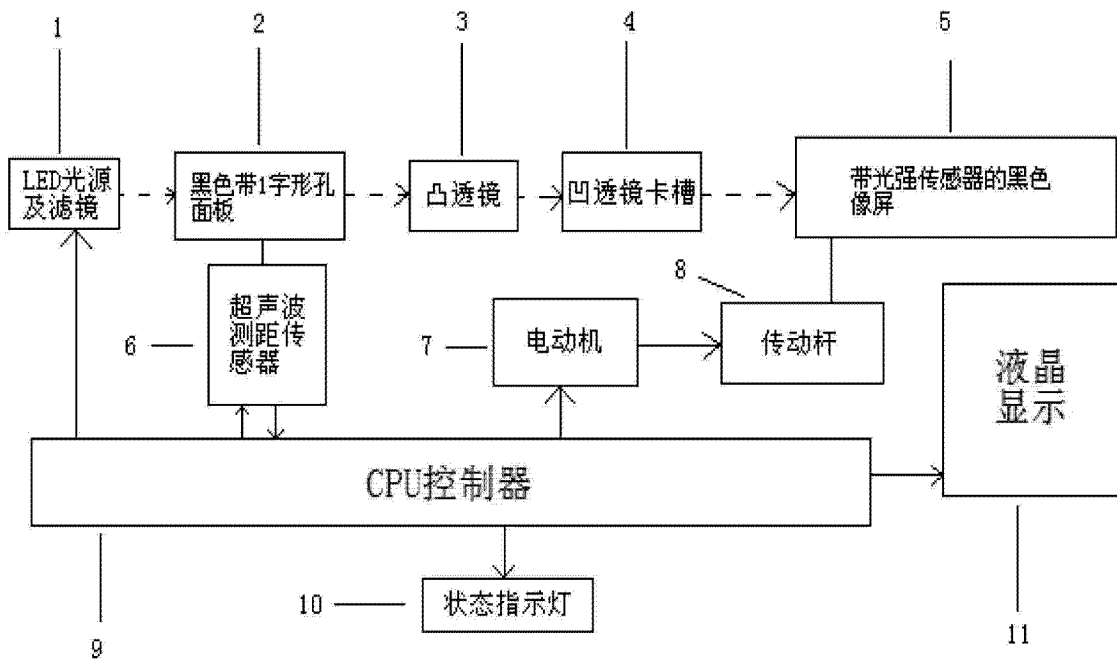 1
2
3
4
5
LED光源
及滤镜
黑色带1字形孔
面板
凸透镜
凹透镜卡槽
带光强传感器的黑色
像屏
超声波
测距传
感器
6
7
电动机
8
传动杆
液晶
显示
CPU控制器
9
10
状态指示灯
11